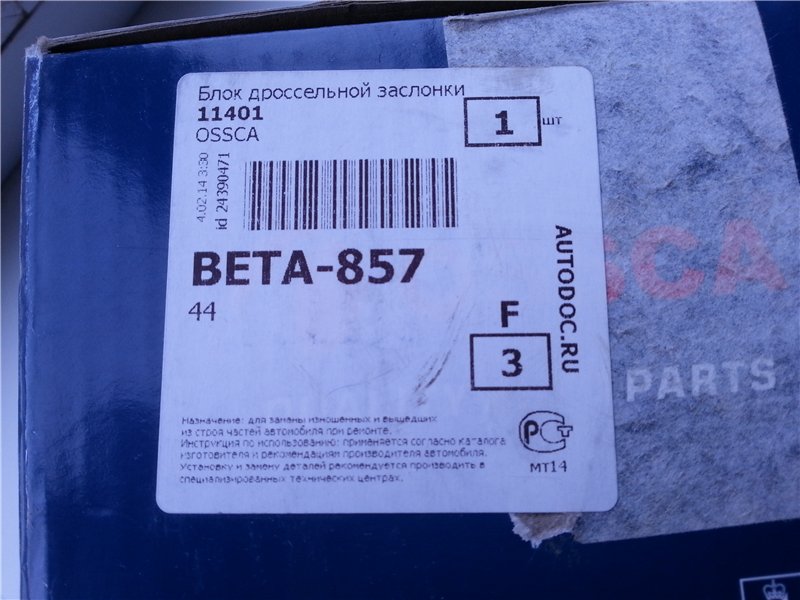 Блок дроссельной заслонки
11401
OSSCA
1
шт
4.02.14 3:30
id 24390471
BETA-857
44
F
3
AUTODOC.RU
OSSCA
PARTS
Назначение: для замены изношенных и вышедших
из строя частей автомобиля при ремонте.
Инструкция по использованию: применяется согласно каталога
изготовителя и рекомендациям производителя автомобиля.
Установку и замену деталей рекомендуется производить в
специализированных технических центрах.
РСТ
МТ14